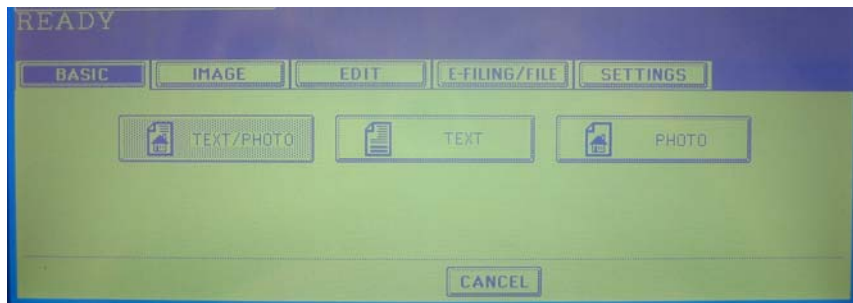 READY
BASIC IMAGE EDIT E-FILING/FILE SETTINGS
TEXT/PHOTO TEXT PHOTO
CANCEL